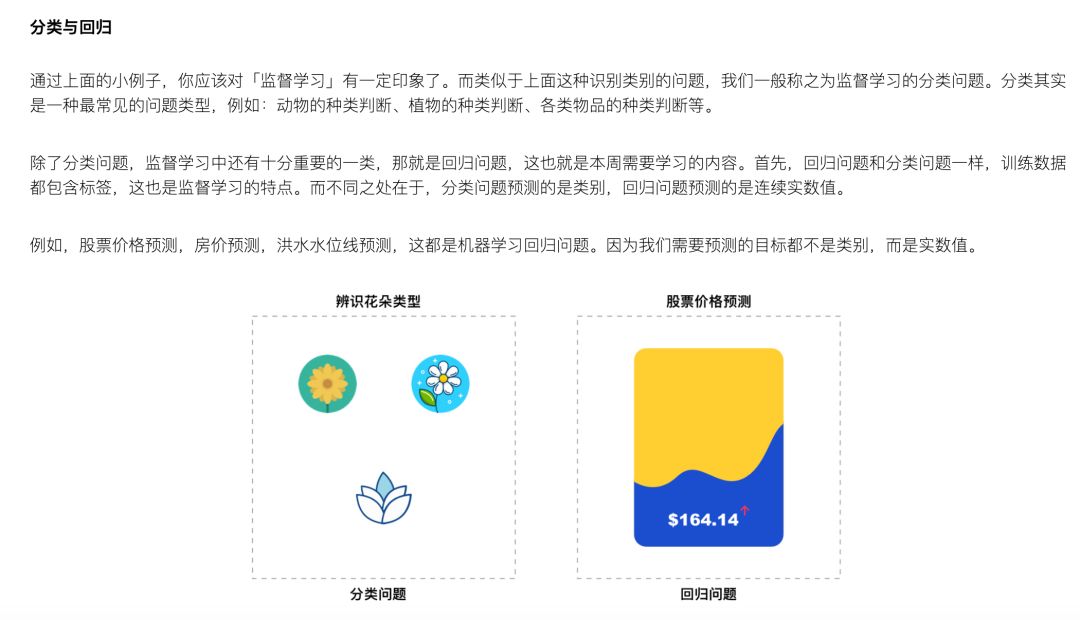 分类与回归
通过上面的小例子，你应该对「监督学习」有一定印象了。而类似于上面这种识别类别的问题，我们一般称之为监督学习的分类问题。分类其实
是一种最常见的问题类型，例如：动物的种类判断、植物的种类判断、各类物品的种类判断等。
除了分类问题，监督学习中还有十分重要的一类，那就是回归问题，这也就是本周需要学习的内容。首先，回归问题和分类问题一样，训练数据
都包含标签，这也是监督学习的特点。而不同之处在于，分类问题预测的是类别，回归问题预测的是连续实数值。
例如，股票价格预测，房价预测，洪水水位线预测，这都是机器学习回归问题。因为我们需要预测的目标都不是类别，而是实数值。
辨识花朵类型
股票价格预测
$164.14
分类问题
回归问题